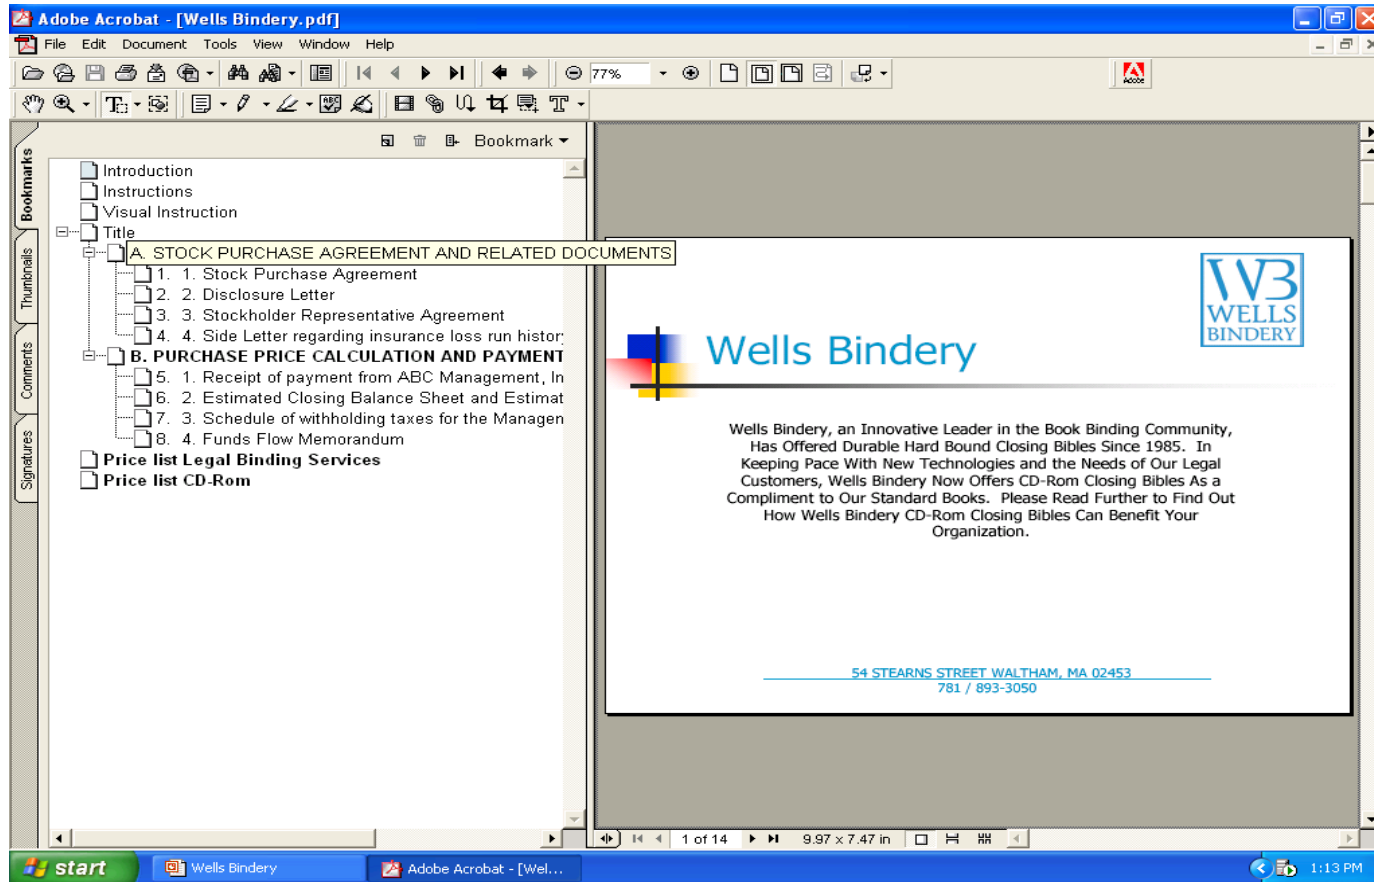 Adobe Acrobat - [Wells Bindery.pdf]
File Edit Document Tools View Window Help
77%
Adobe
Bookmark
Bookmarks
Thumbnails
Comments
Signatures
Introduction
Instructions
Visual Instruction
Title
A. STOCK PURCHASE AGREEMENT AND RELATED DOCUMENTS
1. 1. Stock Purchase Agreement
2. 2. Disclosure Letter
3. 3. Stockholder Representative Agreement
4. 4. Side Letter regarding insurance loss run histor
B. PURCHASE PRICE CALCULATION AND PAYMENT
5. 1. Receipt of payment from ABC Management, In
6. 2. Estimated Closing Balance Sheet and Estimat
7. 3. Schedule of withholding taxes for the Managen
8. 4. Funds Flow Memorandum
Price list Legal Binding Services
Price list CD-Rom
WB
WELLS
BINDERY
Wells Bindery
Wells Bindery, an Innovative Leader in the Book Binding Community,
Has Offered Durable Hard Bound Closing Bibles Since 1985. In
Keeping Pace With New Technologies and the Needs of Our Legal
Customers, Wells Bindery Now Offers CD-Rom Closing Bibles As a
Compliment to Our Standard Books. Please Read Further to Find Out
How Wells Bindery CD-Rom Closing Bibles Can Benefit Your
Organization.
54 STEARNS STREET WALTHAM, MA 02453
781 / 893-3050
1 of 14
9.97 x 7.47 in
start
Wells Bindery
Adobe Acrobat - [Wel...
1:13 PM